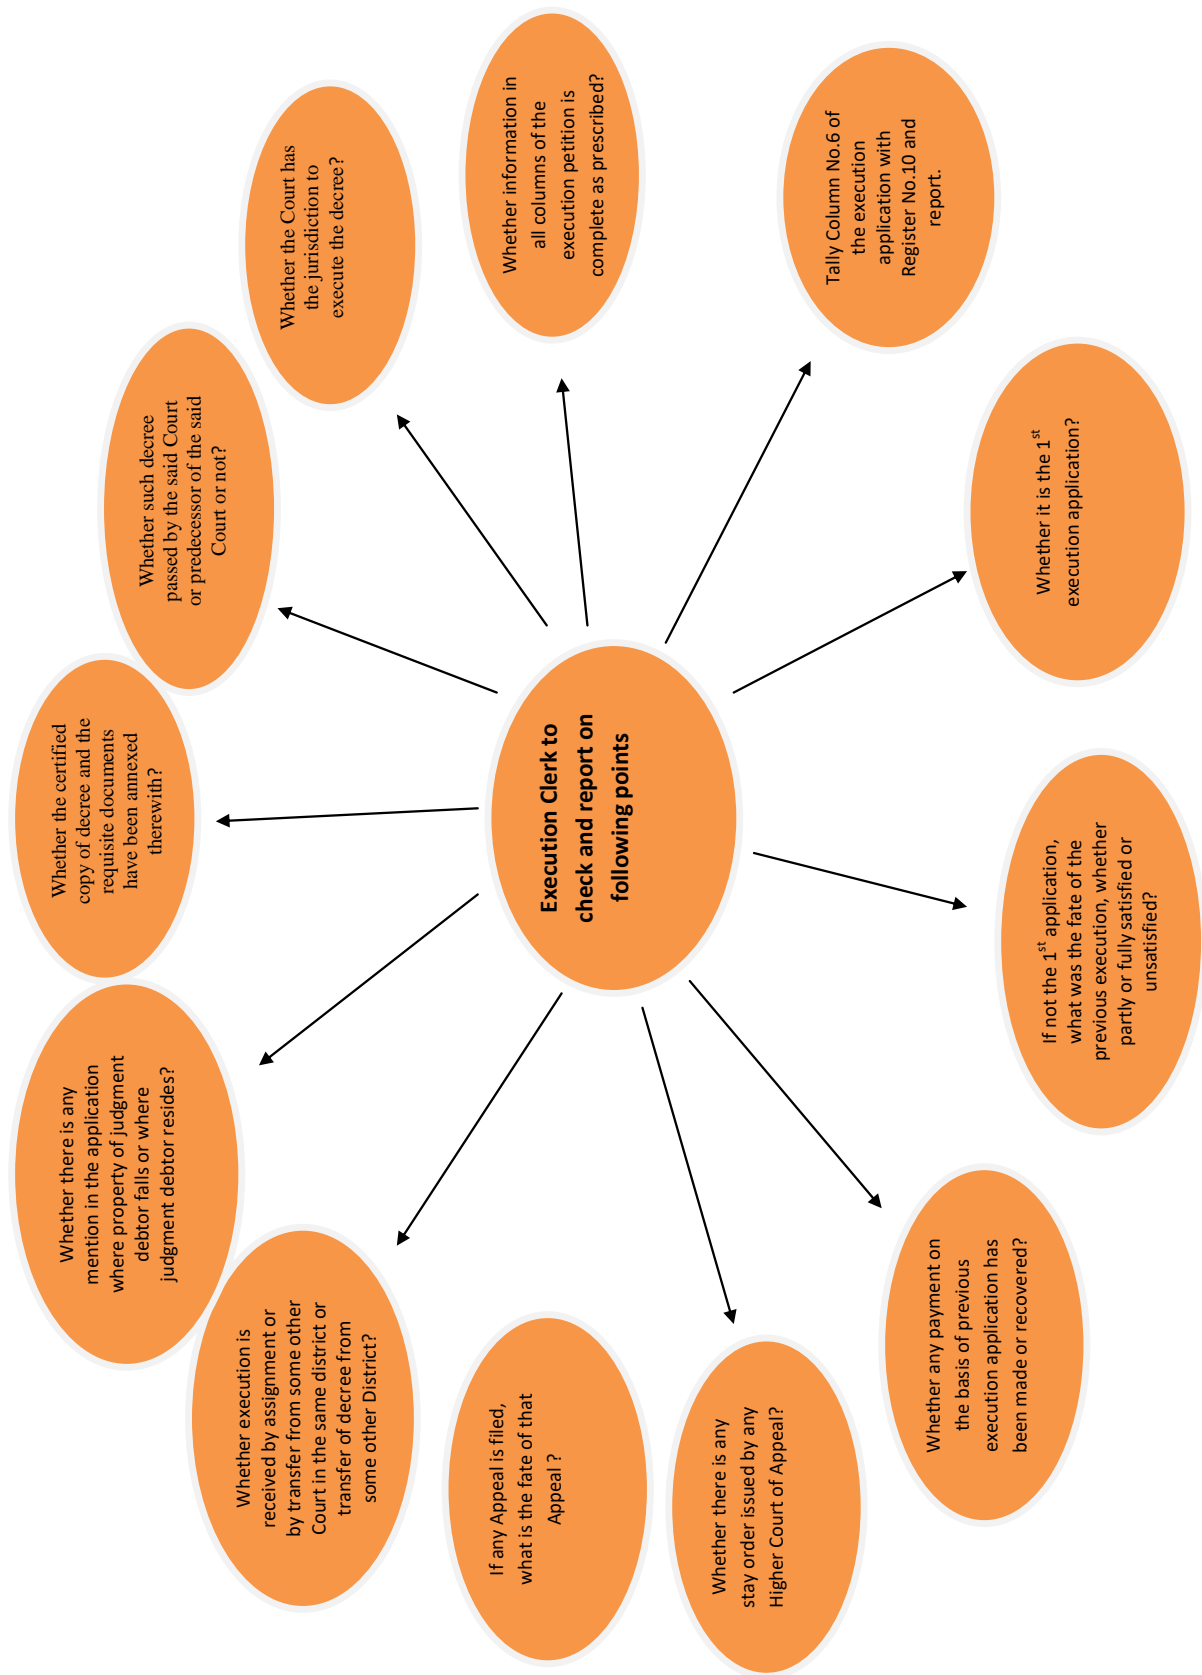 Execution Clerk to
check and report on
following points
Whether the certified
copy of decree and the
requisite documents
have been annexed
therewith?
Whether such decree
passed by the said Court
or predecessor of the said
Court or not?
Whether the Court has
the jurisdiction to
execute the decree?
Whether information in
all columns of the
execution petition is
complete as prescribed?
Tally Column No.6 of
the execution
application with
Register No.10 and
report.
Whether it is the 1st
execution application?
If not the 1st application,
what was the fate of the
previous execution, whether
partly or fully satisfied or
unsatisfied?
Whether any payment on
the basis of previous
execution application has
been made or recovered?
Whether there is any
stay order issued by any
Higher Court of Appeal?
If any Appeal is filed,
what is the fate of that
Appeal ?
Whether execution is
received by assignment or
by transfer from some other
Court in the same district or
transfer of decree from
some other District?
Whether there is any
mention in the application
where property of judgment
debtor falls or where
judgment debtor resides?